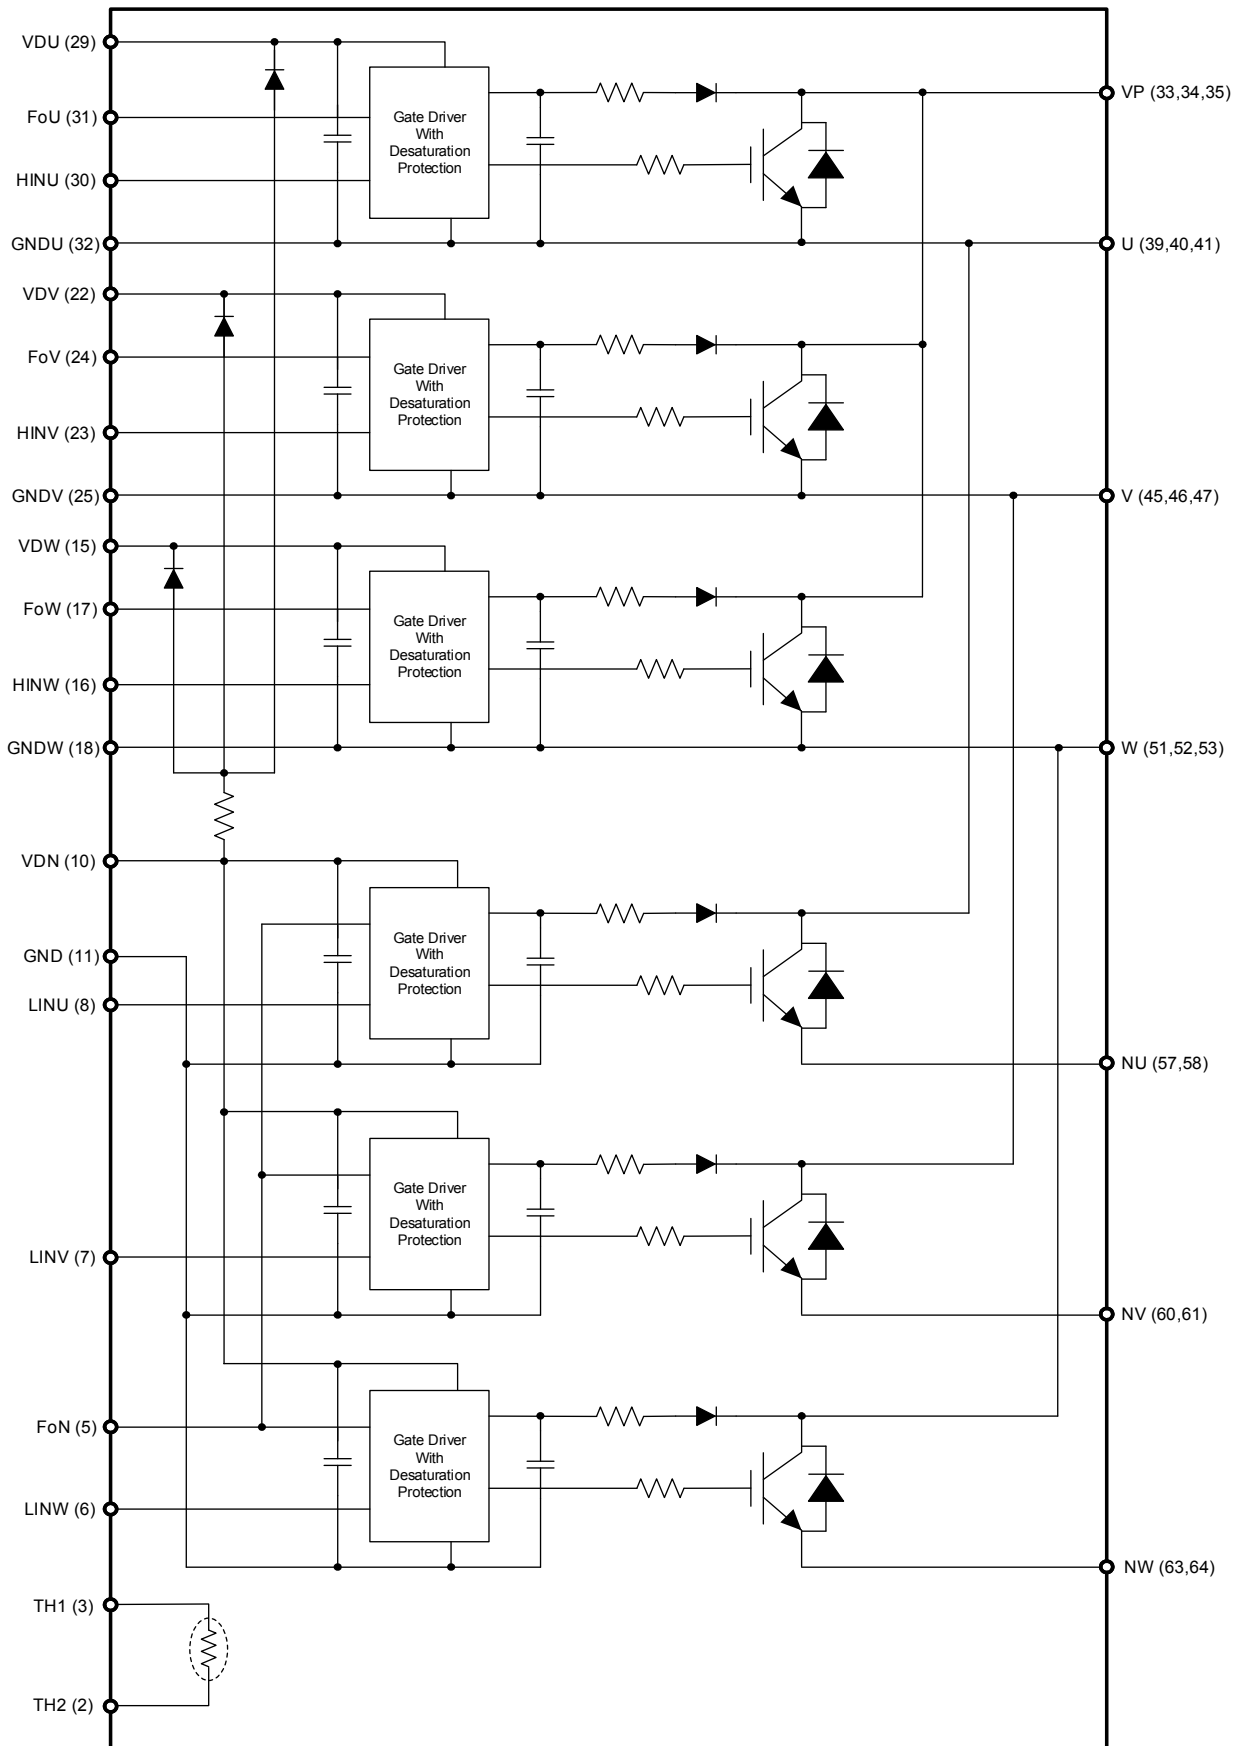 VDU (29)
FoU (31)
HINU (30)
GNDU (32)
Gate Driver
With
Desaturation
Protection
VP (33,34,35)
U (39,40,41)
VDV (22)
FoV (24)
HINV (23)
GNDV (25)
Gate Driver
With
Desaturation
Protection
V (45,46,47)
VDW (15)
FoW (17)
HINW (16)
GNDW (18)
Gate Driver
With
Desaturation
Protection
W (51,52,53)
VDN (10)
GND (11)
LINU (8)
Gate Driver
With
Desaturation
Protection
NU (57,58)
LINV (7)
Gate Driver
With
Desaturation
Protection
NV (60,61)
FoN (5)
LINW (6)
Gate Driver
With
Desaturation
Protection
NW (63,64)
TH1 (3)
TH2 (2)